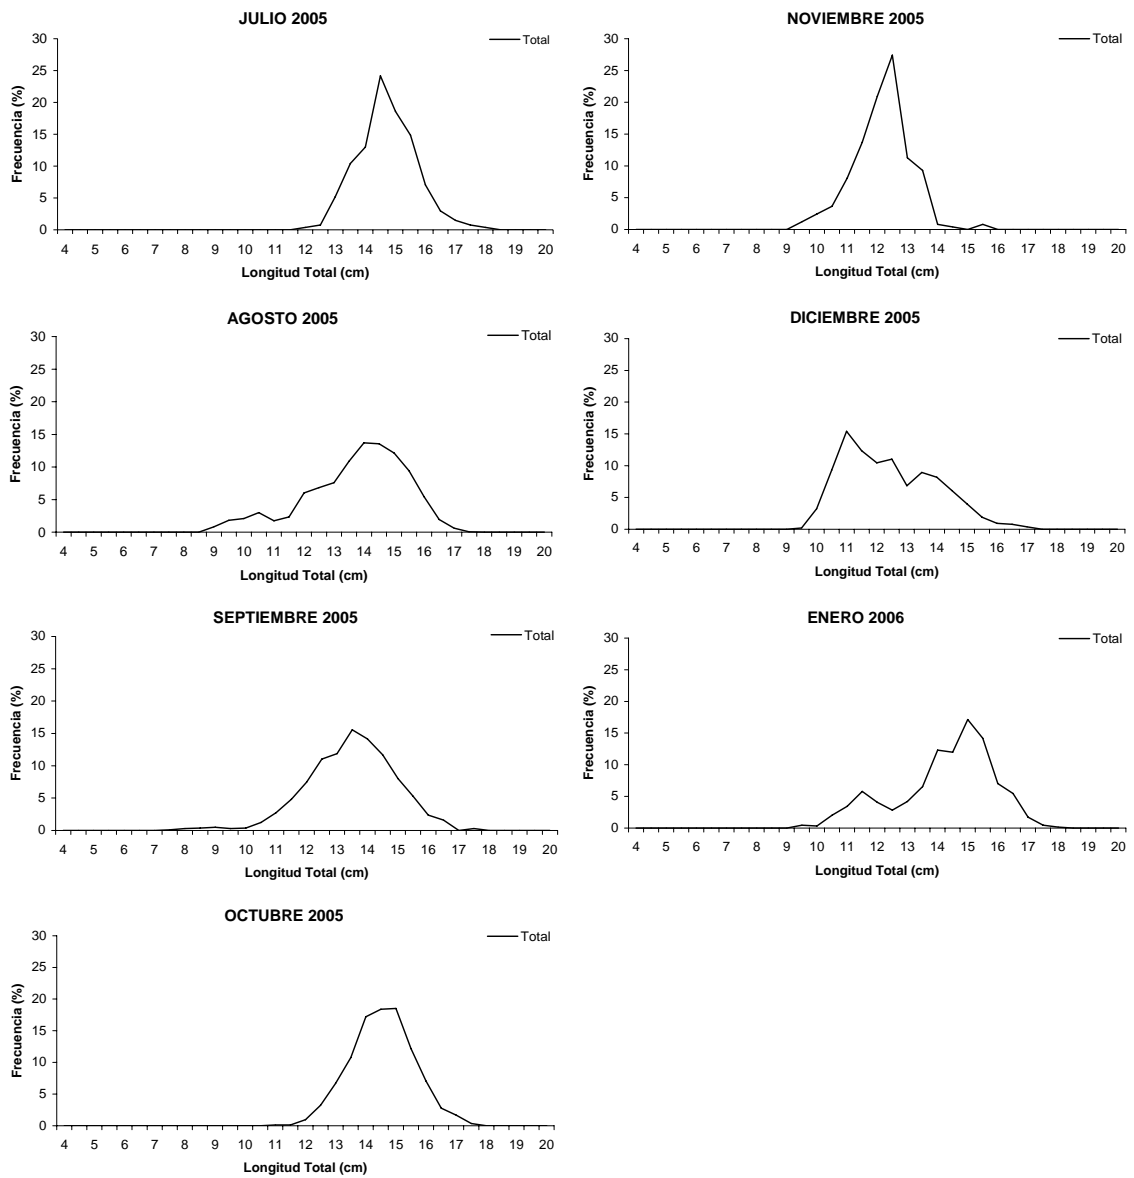 JULIO 2005
Total
Frecuencia (%)
30
25
20
15
10
5
0
4 5 6 7 8 9 10 11 12 13 14 15 16 17 18 19 20
Longitud Total (cm)
AGOSTO 2005
Total
Frecuencia (%)
30
25
20
15
10
5
0
4 5 6 7 8 9 10 11 12 13 14 15 16 17 18 19 20
Longitud Total (cm)
SEPTIEMBRE 2005
Total
Frecuencia (%)
30
25
20
15
10
5
0
4 5 6 7 8 9 10 11 12 13 14 15 16 17 18 19 20
Longitud Total (cm)
OCTUBRE 2005
Total
Frecuencia (%)
30
25
20
15
10
5
0
4 5 6 7 8 9 10 11 12 13 14 15 16 17 18 19 20
Longitud Total (cm)
NOVIEMBRE 2005
Total
Frecuencia (%)
30
25
20
15
10
5
0
4 5 6 7 8 9 10 11 12 13 14 15 16 17 18 19 20
Longitud Total (cm)
DICIEMBRE 2005
Total
Frecuencia (%)
30
25
20
15
10
5
0
4 5 6 7 8 9 10 11 12 13 14 15 16 17 18 19 20
Longitud Total (cm)
ENERO 2006
Total
Frecuencia (%)
30
25
20
15
10
5
0
4 5 6 7 8 9 10 11 12 13 14 15 16 17 18 19 20
Longitud Total (cm)